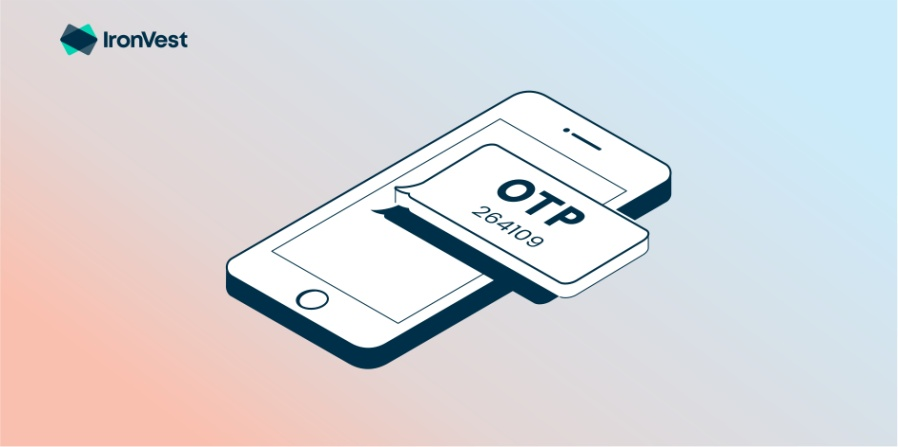 IronVest
OTP
264109